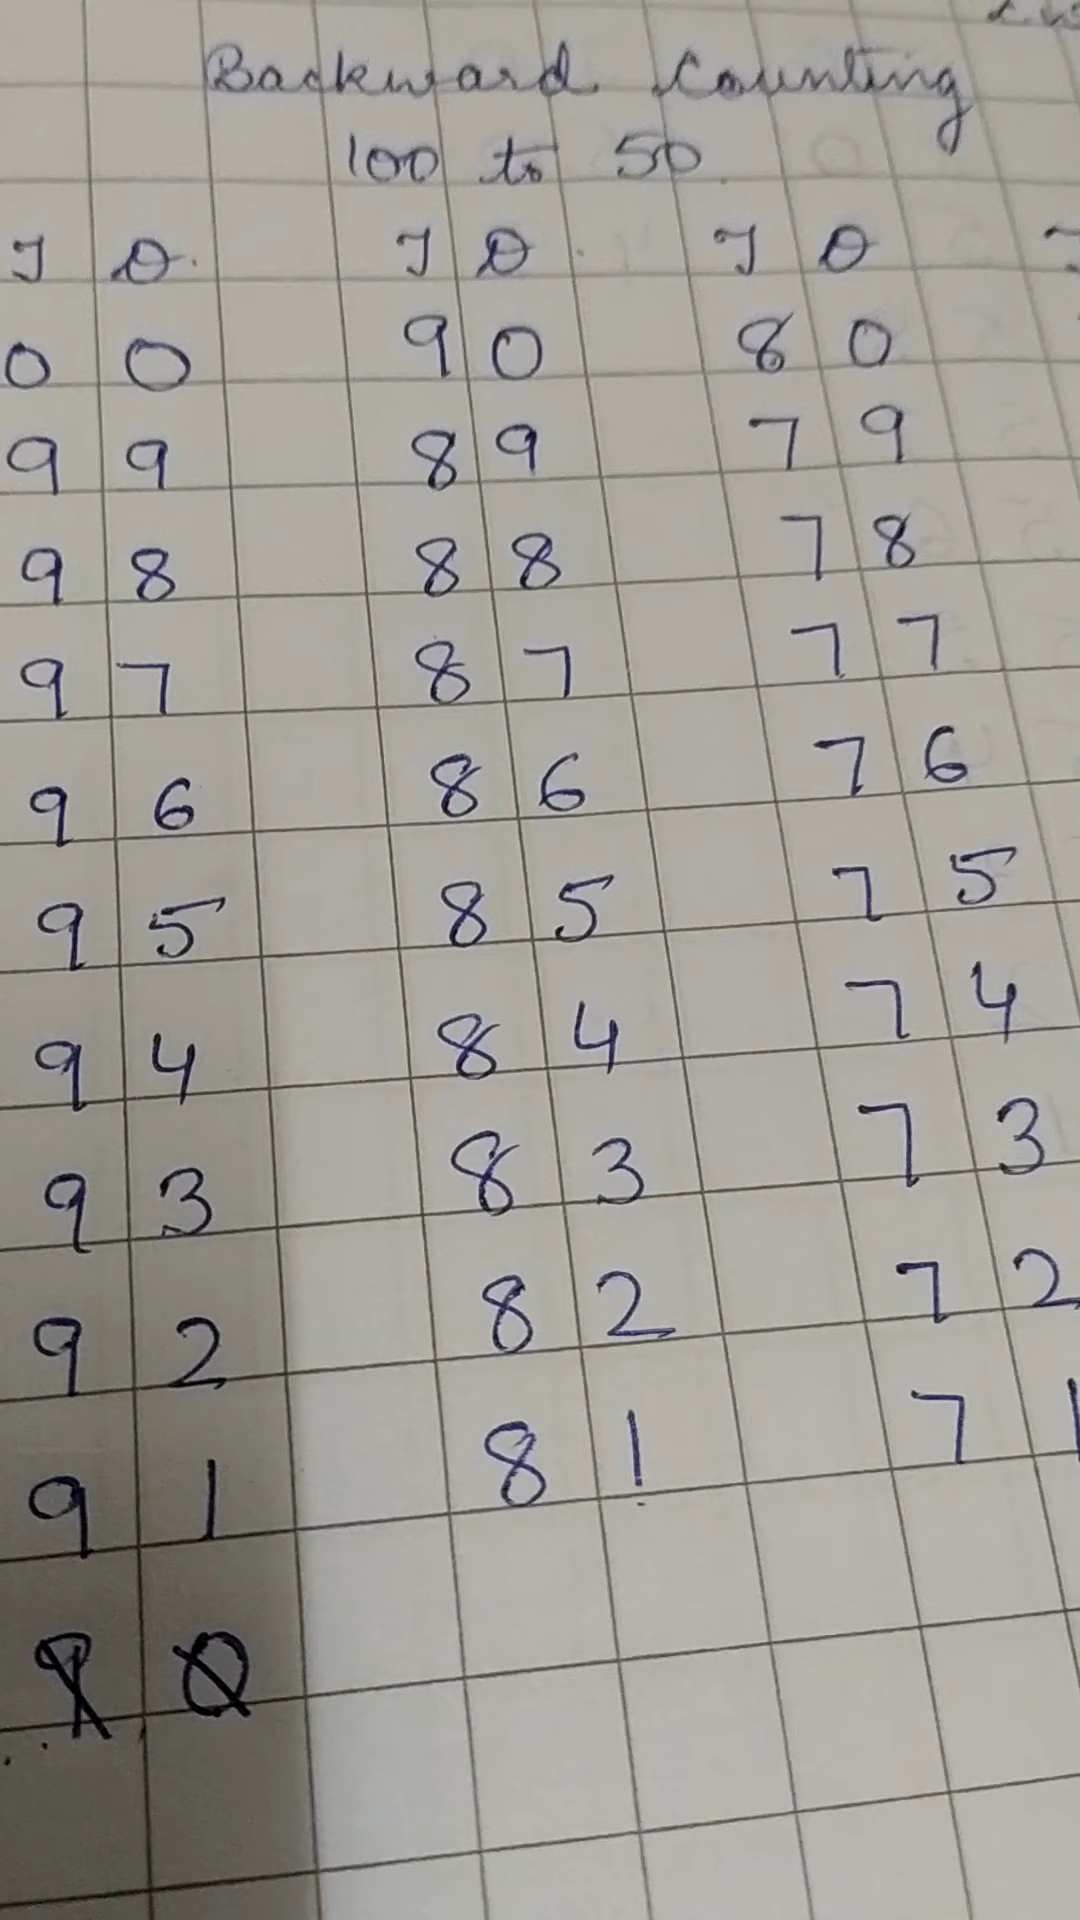 Backward Counting
100 to 50
T O T O T O T
0 0 9 0 8 0
9 9 8 9 7 9
9 8 8 8 7 8
9 7 8 7 7 7
9 6 8 6 7 6
9 5 8 5 7 5
9 4 8 4 7 4
9 3 8 3 7 3
9 2 8 2 7 2
9 1 8 1 7 1
9 0